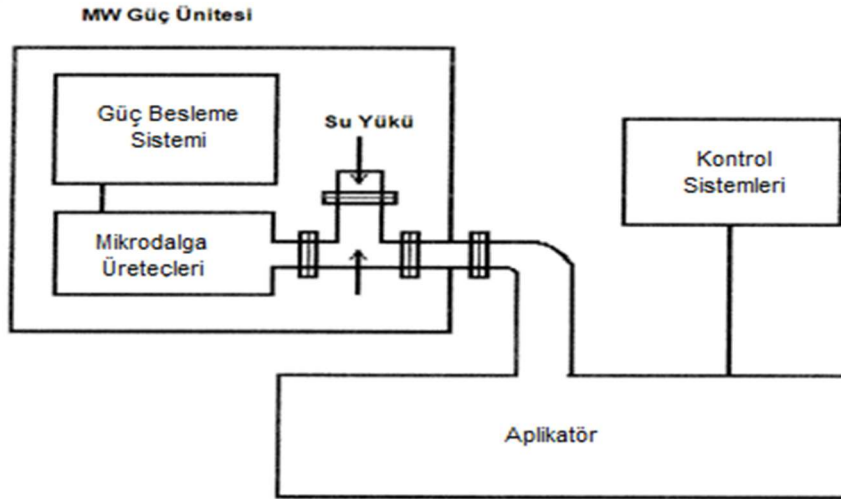 MW Güç Ünitesi
Güç Besleme
Sistemi
Su Yükü
Mikrodalga
Üreteçleri
Kontrol
Sistemleri
Aplikatör